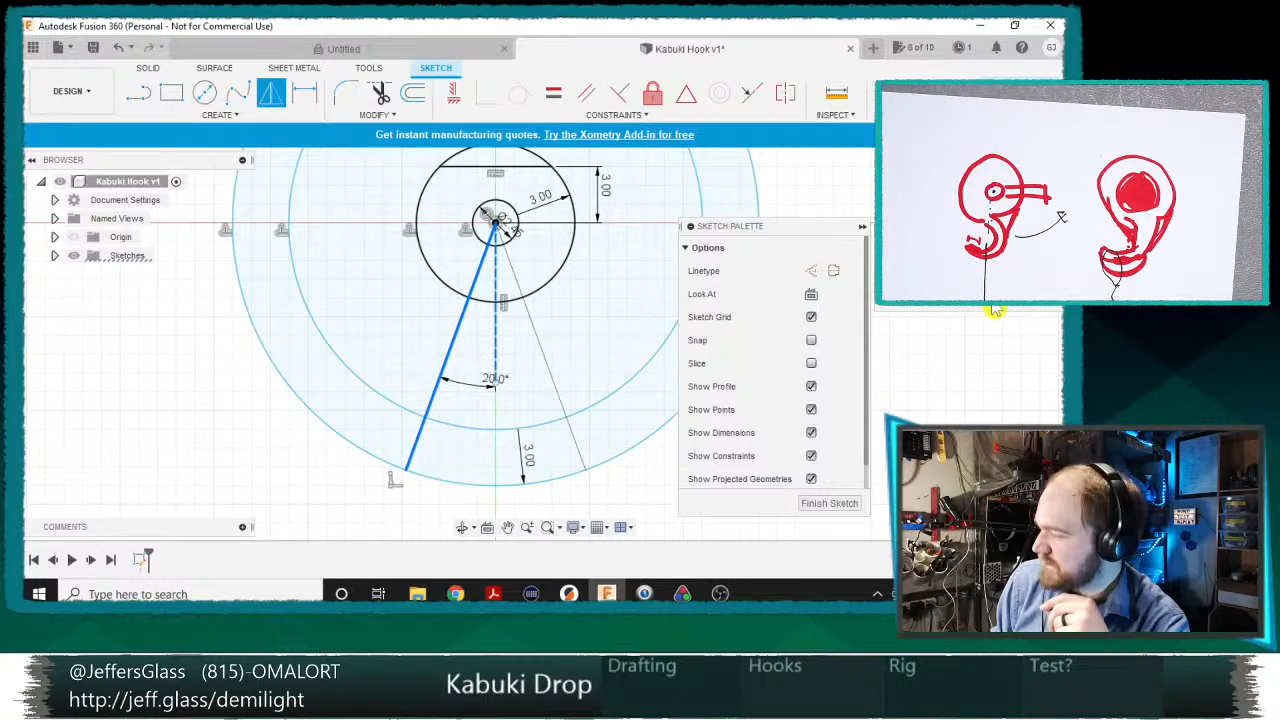 Autodesk Fusion 360 (Personal - Not for Commercial Use)
Untitled
Kabuki Hook v1*
8 of 10
1
GJ
SOLID
SURFACE
SHEET METAL
TOOLS
SKETCH
DESIGN
CREATE
MODIFY
CONSTRAINTS
INSPECT
Get instant manufacturing quotes. Try the Xometry Add-in for free
BROWSER
Kabuki Hook v1
Document Settings
Named Views
Origin
Sketches
3.00
3.00
20.0°
3.00
SKETCH PALETTE
Options
Linetype
Look At
Sketch Grid
Snap
Slice
Show Profile
Show Points
Show Dimensions
Show Constraints
Show Projected Geometries
Finish Sketch
COMMENTS
Type here to search
@JeffersGlass (815)-OMALORT
http://jeff.glass/demilight
Kabuki Drop
Drafting
Hooks
Rig
Test?